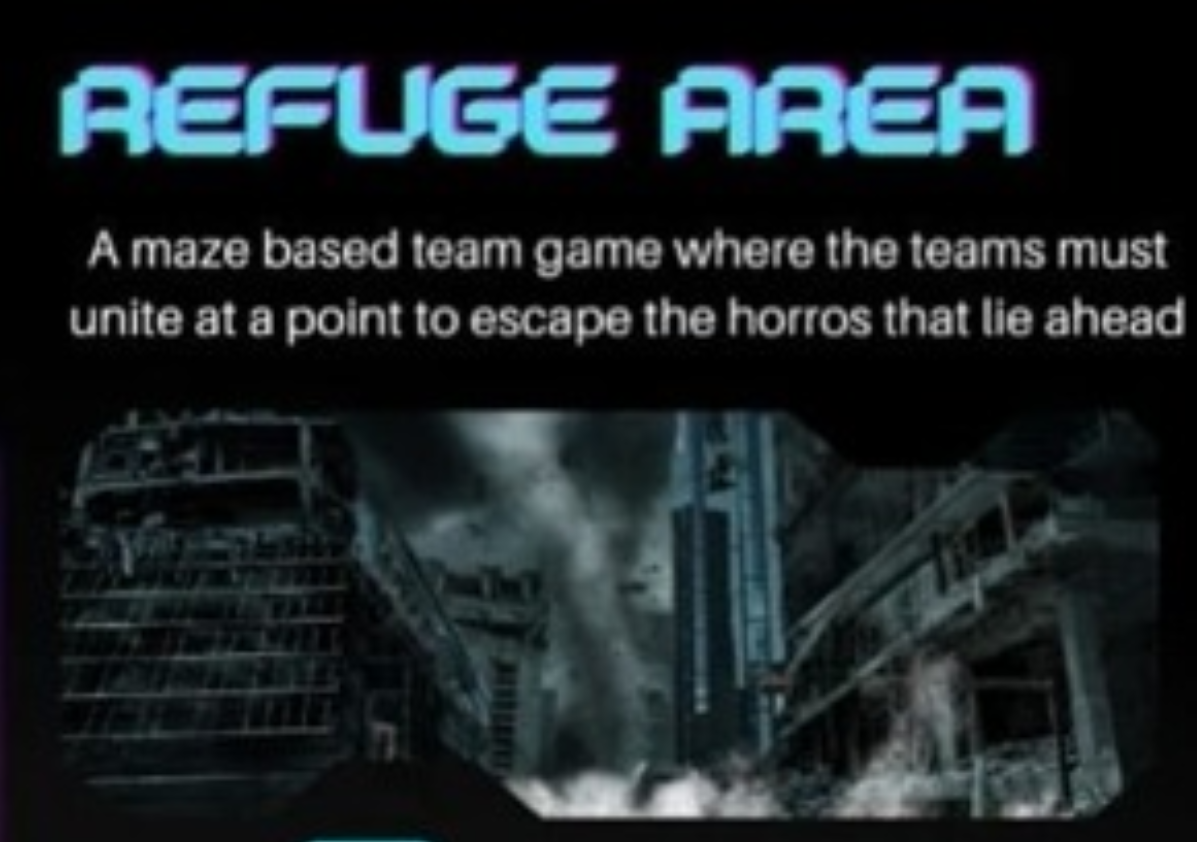 REFUGE AREA
A maze based team game where the teams must
unite at a point to escape the horros that lie ahead